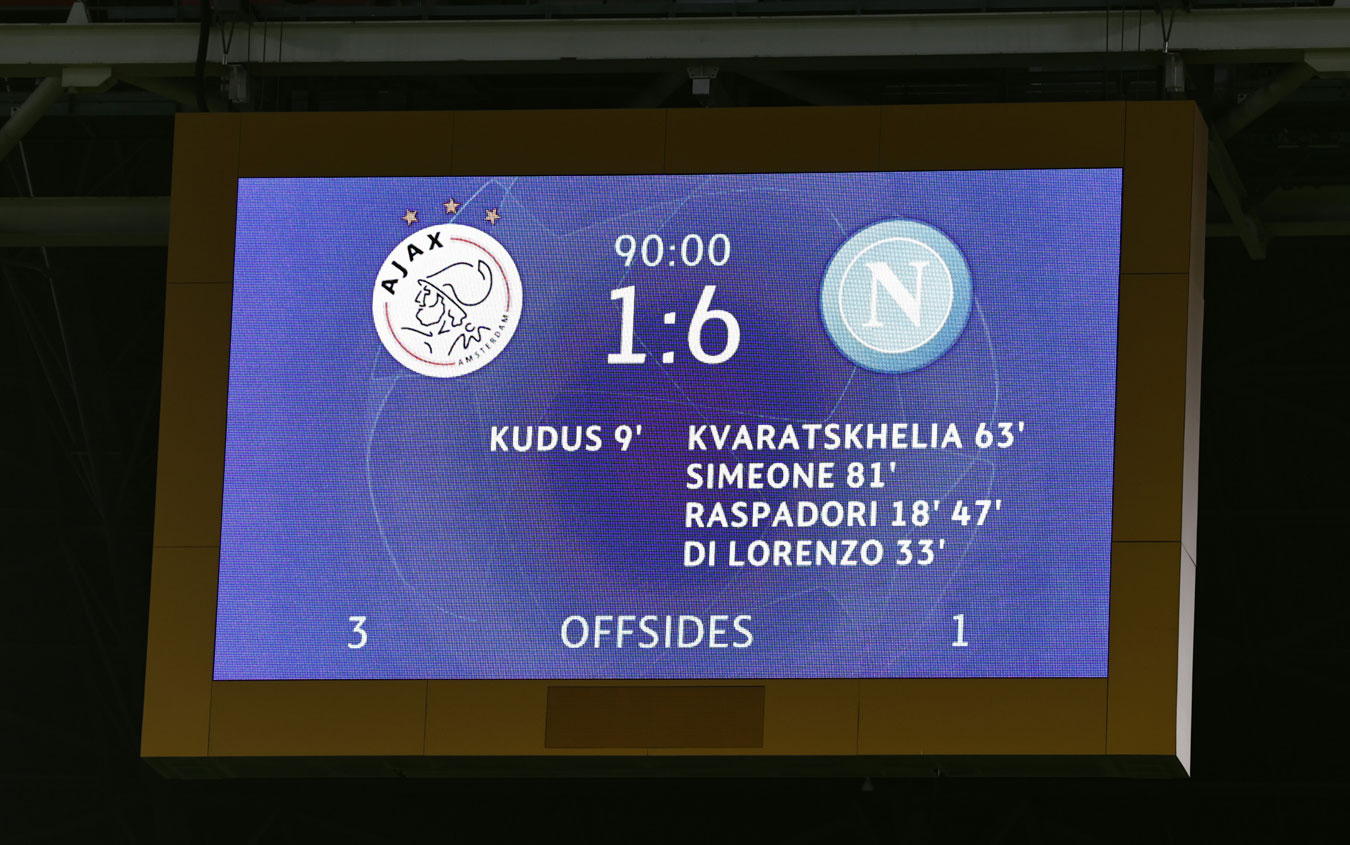 AJAX
AMSTERDAM
90:00
1:6
N
KUDUS 9' KVARATSKHELIA 63'
SIMEONE 81'
RASPADORI 18' 47'
DI LORENZO 33'
3 OFFSIDES 1